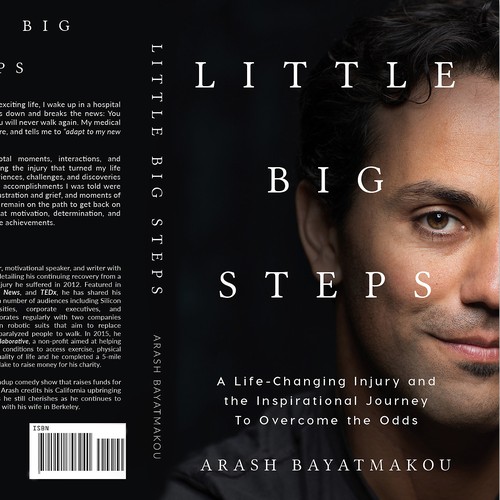 BIG
PS
exciting life, I wake up in a hospital
s down and breaks the news: You
u will never walk again. My medical
re, and tells me to "adapt to my new
otal moments, interactions, and
ng the injury that turned my life
riences, challenges, and discoveries
accomplishments I was told were
ustration and grief, and moments of
remain on the path to get back on
at motivation, determination, and
e achievements.
r, motivational speaker, and writer with
detailing his continuing recovery from a
jury he suffered in 2012. Featured in
News, and TEDx, he has shared his
number of audiences including Silicon
sities, corporate executives, and
orates regularly with two companies
n robotic suits that aim to replace
paralyzed people to walk. In 2015, he
llaborative, a non-profit aimed at helping
conditions to access exercise, physical
uality of life and he completed a 5-mile
lake to raise money for his charity.
ndup comedy show that raises funds for
Arash credits his California upbringing
s he still cherishes as he continues to
with his wife in Berkeley.
ISBN
LITTLE BIG STEPS
ARASH BAYATMAKOU
LITTLE
BIG
STEPS
A Life-Changing Injury and
the Inspirational Journey
To Overcome the Odds
ARASH BAYATMAKOU